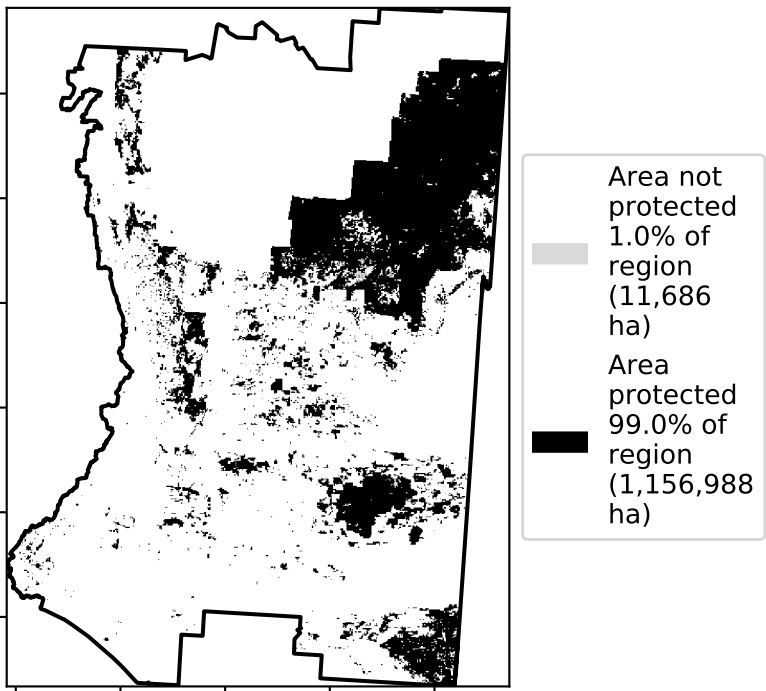 Area not
protected
1.0% of
region
(11,686
ha)
Area
protected
99.0% of
region
(1,156,988
ha)